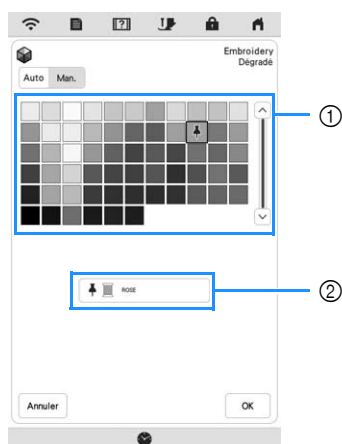 Embroidery
Dégradé
Auto Man.
①
ROSE
②
Annuler OK